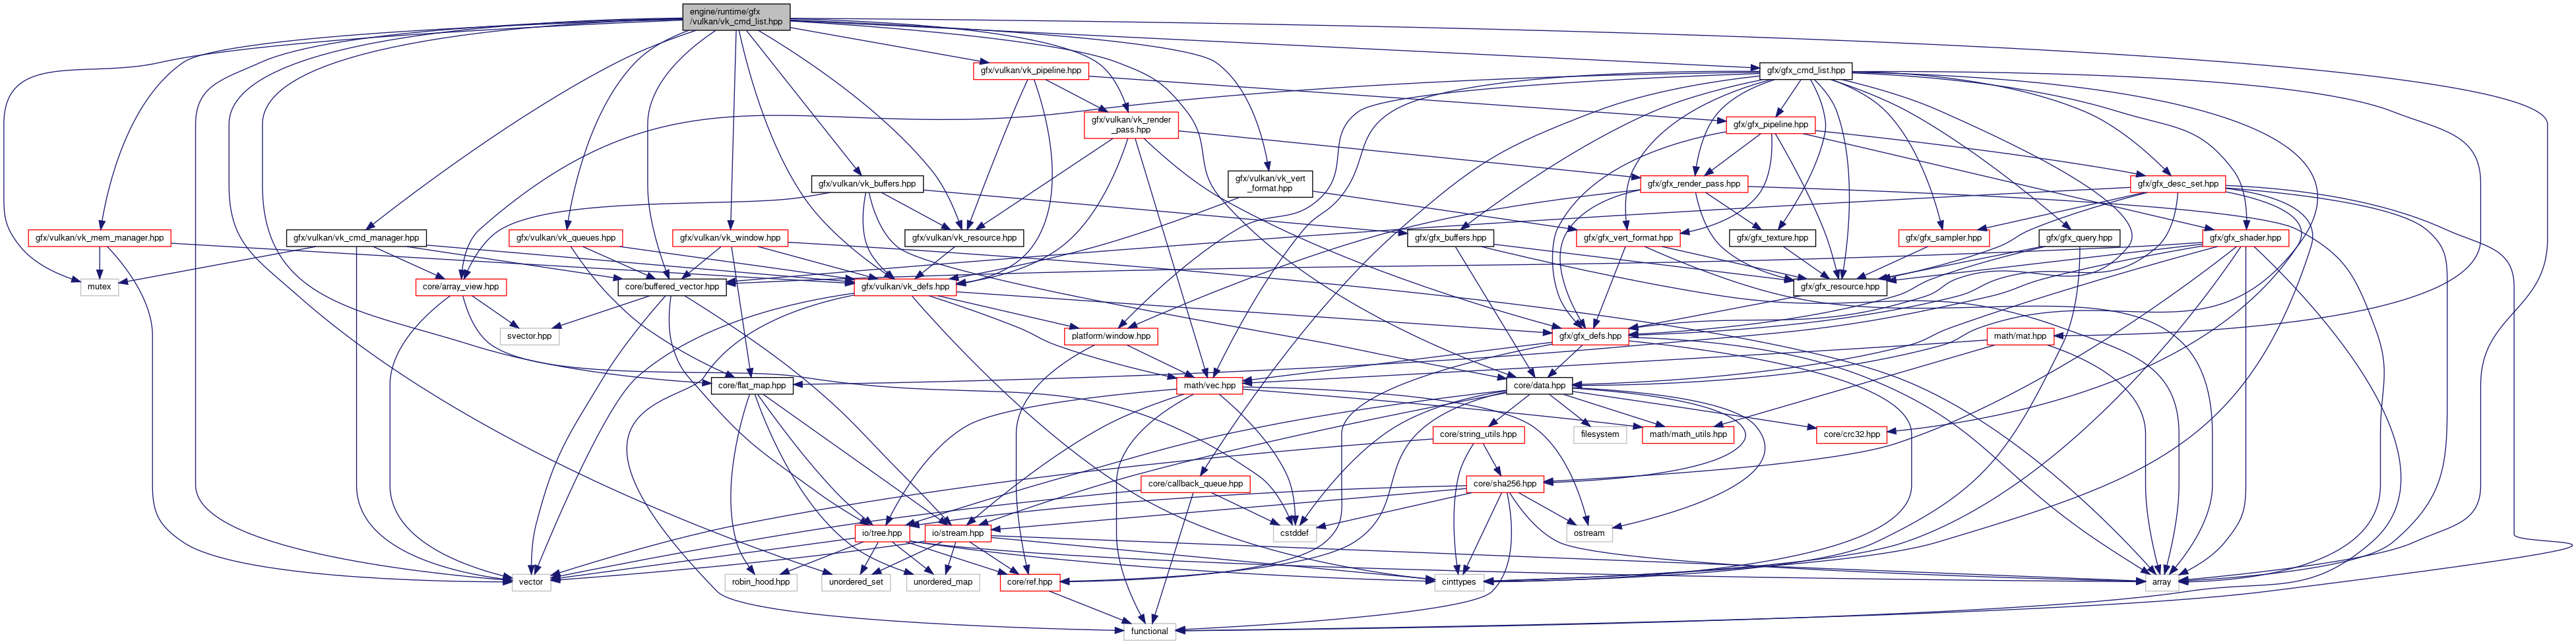 engine/runtime/gfx
/vulkan/vk_cmd_list.hpp
gfx/vulkan/vk_pipeline.hpp
gfx/gfx_cmd_list.hpp
gfx/vulkan/vk_render
_pass.hpp
gfx/gfx_pipeline.hpp
gfx/vulkan/vk_buffers.hpp
gfx/vulkan/vk_vert
_format.hpp
gfx/gfx_render_pass.hpp
gfx/gfx_desc_set.hpp
gfx/vulkan/vk_mem_manager.hpp
gfx/vulkan/vk_cmd_manager.hpp
gfx/vulkan/vk_queues.hpp
gfx/vulkan/vk_window.hpp
gfx/vulkan/vk_resource.hpp
gfx/gfx_buffers.hpp
gfx/gfx_vert_format.hpp
gfx/gfx_texture.hpp
gfx/gfx_sampler.hpp
gfx/gfx_query.hpp
gfx/gfx_shader.hpp
mutex
core/array_view.hpp
core/buffered_vector.hpp
gfx/vulkan/vk_defs.hpp
gfx/gfx_resource.hpp
svector.hpp
platform/window.hpp
gfx/gfx_defs.hpp
math/mat.hpp
core/flat_map.hpp
math/vec.hpp
core/data.hpp
core/string_utils.hpp
filesystem
math/math_utils.hpp
core/crc32.hpp
core/callback_queue.hpp
core/sha256.hpp
io/tree.hpp
io/stream.hpp
cstddef
ostream
vector
robin_hood.hpp
unordered_set
unordered_map
core/ref.hpp
cinttypes
array
functional